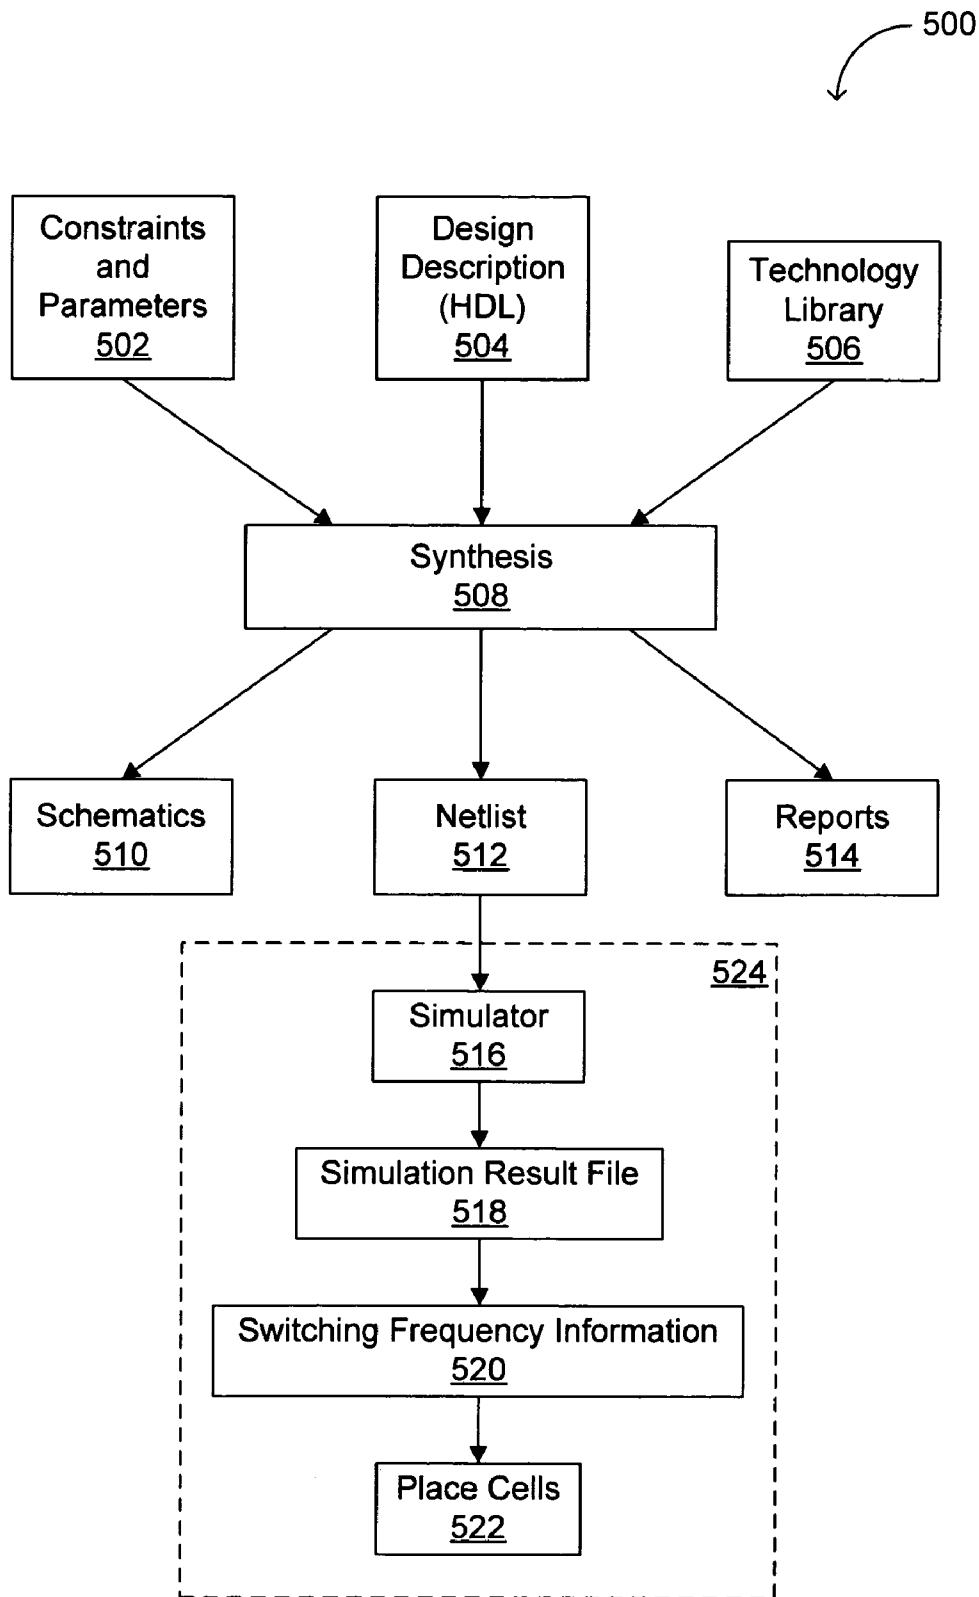 500
Constraints
and
Parameters
502
Design
Description
(HDL)
504
Technology
Library
506
Synthesis
508
Schematics
510
Netlist
512
Reports
514
524
Simulator
516
Simulation Result File
518
Switching Frequency Information
520
Place Cells
522